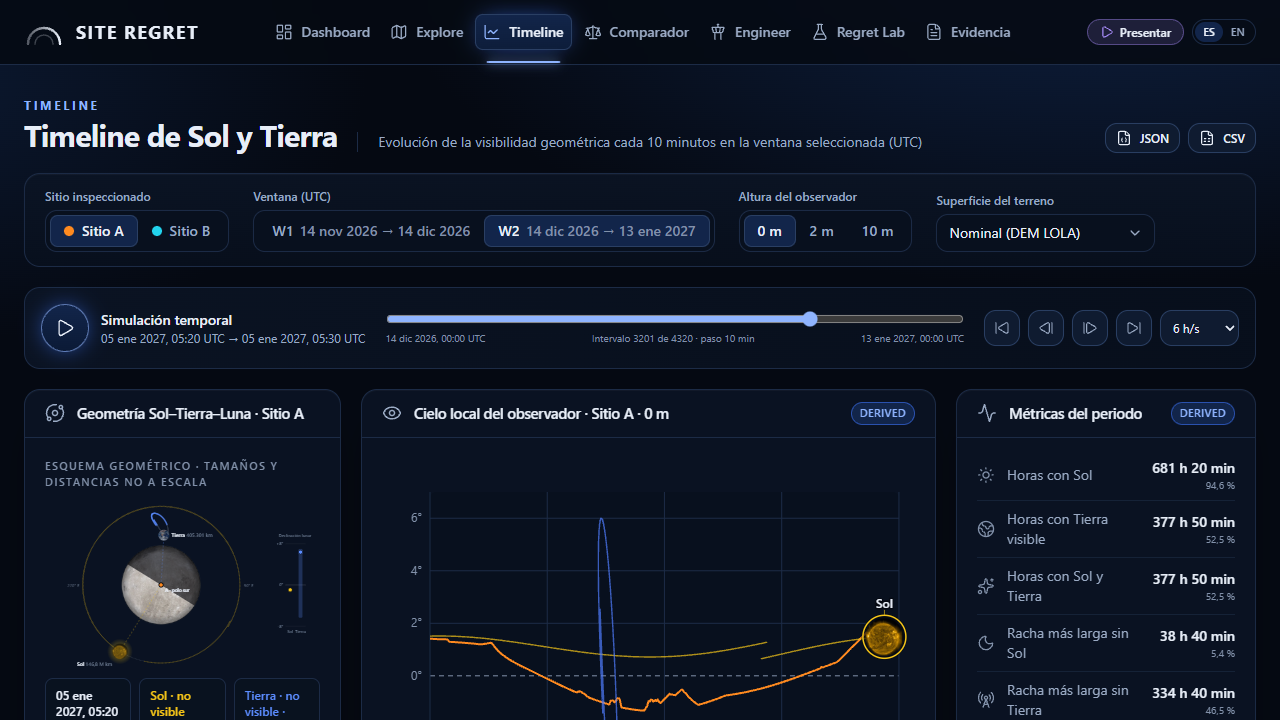 SITE REGRET
Dashboard
Explore
Timeline
Comparador
Engineer
Regret Lab
Evidencia
Presentar
ES
EN
TIMELINE
Timeline de Sol y Tierra
Evolución de la visibilidad geométrica cada 10 minutos en la ventana seleccionada (UTC)
JSON
CSV
Sitio inspeccionado
Ventana (UTC)
Altura del observador
Superficie del terreno
Sitio A
Sitio B
W1 14 nov 2026 → 14 dic 2026
W2 14 dic 2026 → 13 ene 2027
0 m
2 m
10 m
Nominal (DEM LOLA)
Simulación temporal
05 ene 2027, 05:20 UTC → 05 ene 2027, 05:30 UTC
14 dic 2026, 00:00 UTC
Intervalo 3201 de 4320 · paso 10 min
13 ene 2027, 00:00 UTC
6 h/s
Geometría Sol–Tierra–Luna · Sitio A
ESQUEMA GEOMÉTRICO · TAMAÑOS Y
DISTANCIAS NO A ESCALA
Tierra
Sol
Sol Tierra
05 ene
2027, 05:20
Sol · no
visible
Tierra · no
visible ·
Cielo local del observador · Sitio A · 0 m
DERIVED
6°
4°
2°
0°
Sol
Métricas del periodo
DERIVED
Horas con Sol
681 h 20 min
94,6 %
Horas con Tierra
visible
377 h 50 min
52,5 %
Horas con Sol y
Tierra
377 h 50 min
52,5 %
Racha más larga sin
Sol
38 h 40 min
5,4 %
Racha más larga sin
Tierra
334 h 40 min
46,5 %